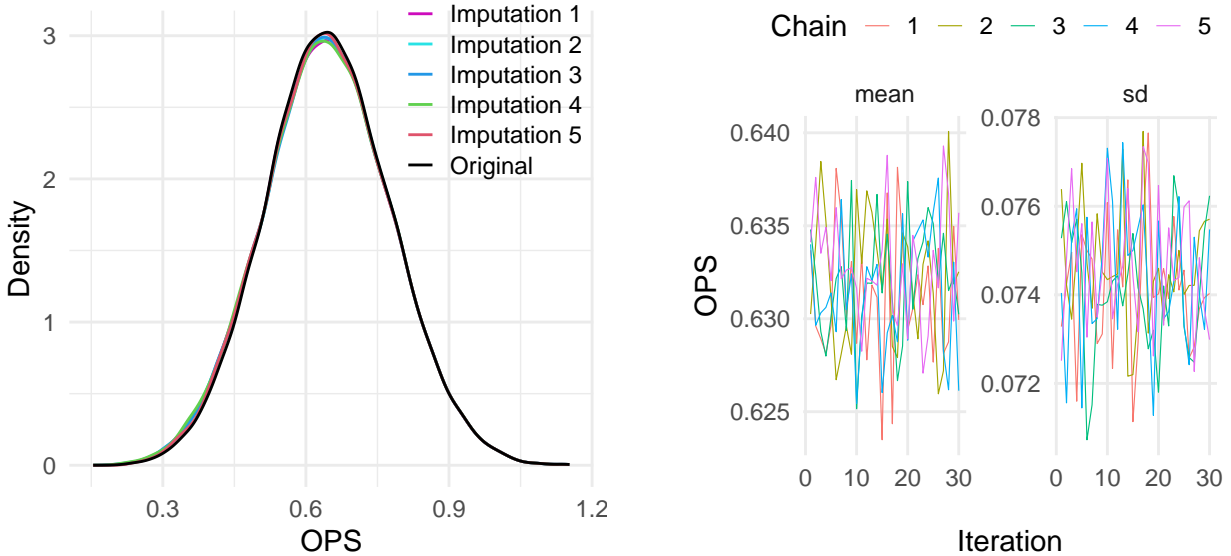 Imputation 1
Imputation 2
Imputation 3
Imputation 4
Imputation 5
Original
3
2
1
0
Density
0.3 0.6 0.9 1.2
OPS
Chain 1 2 3 4 5
mean
0.640
0.635
0.630
0.625
OPS
0 10 20 30
sd
0.078
0.076
0.074
0.072
0 10 20 30
Iteration